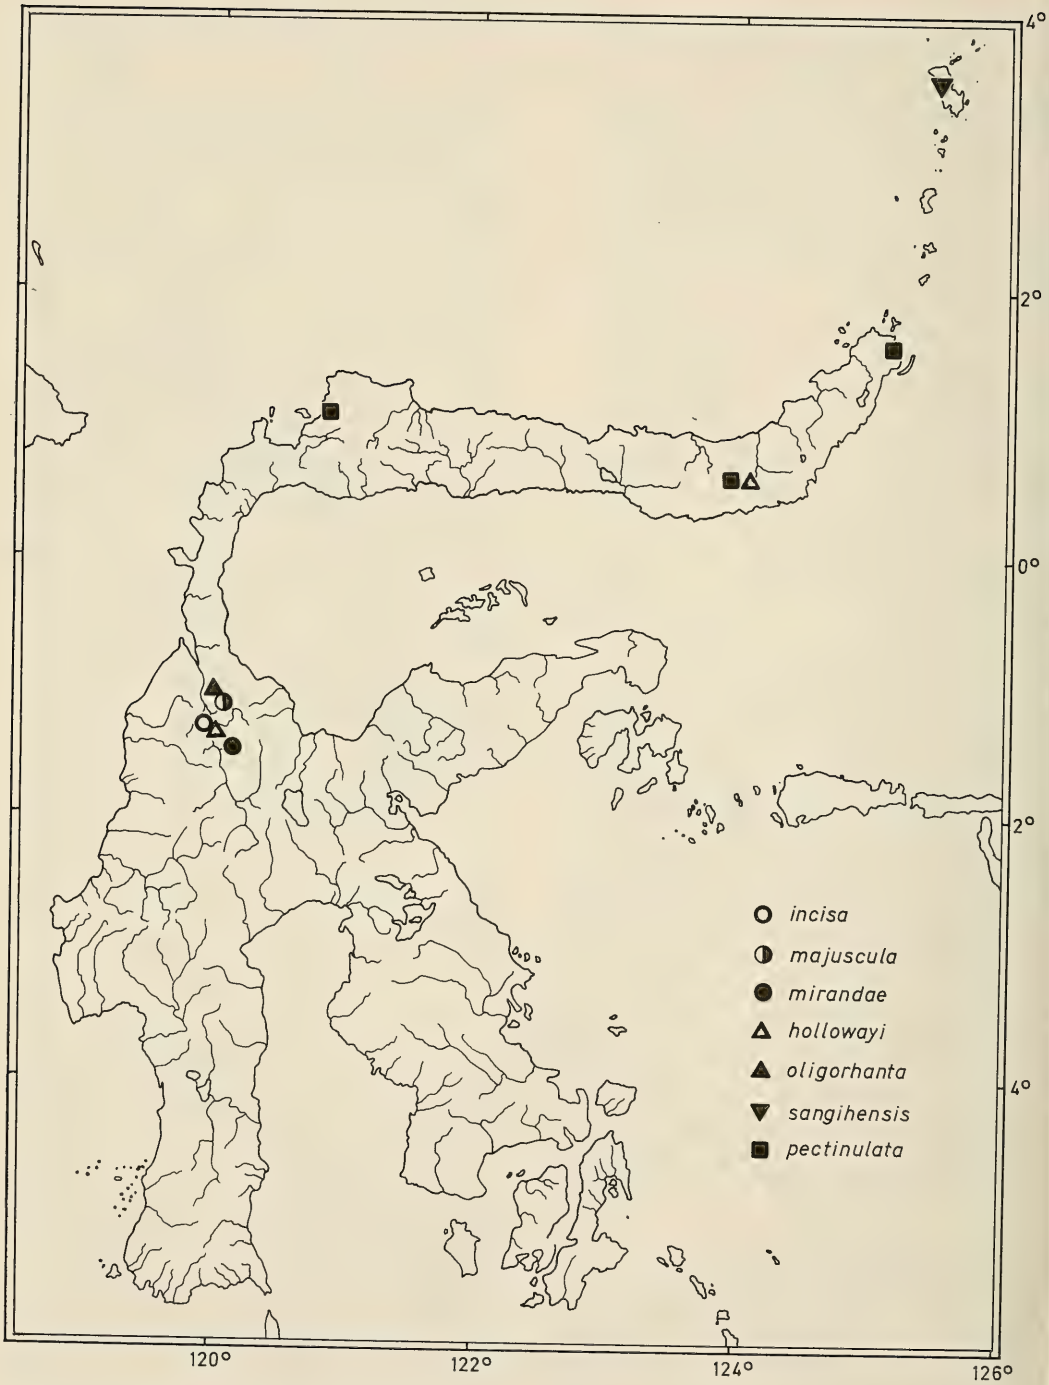 4°
2°
0°
2°
4°
incisa
majuscula
mirandae
hollowayi
oligorhanta
sangihensis
pectinulata
120°
122°
124°
126°